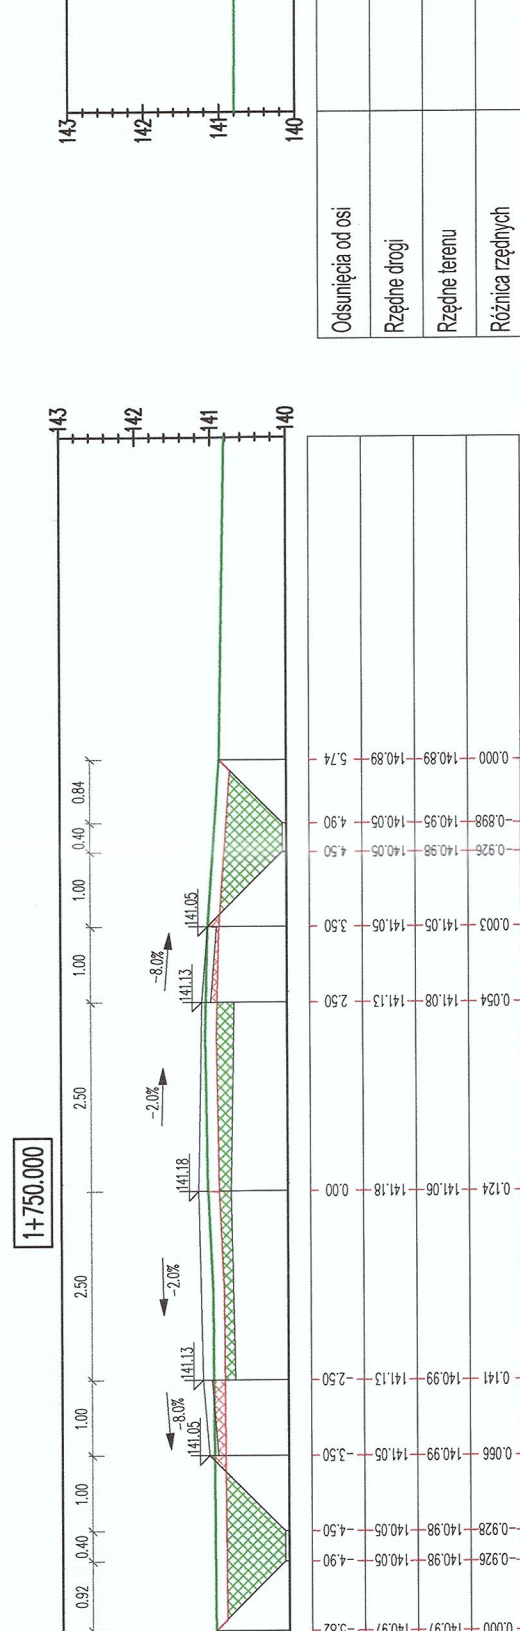 1+750.000
0.92 0.40 1.00 1.00 2.50 2.50 1.00 1.00 0.40 0.84
143
142
141
140
-8.0% -2.0% -2.0% -8.0%
141.05 141.13 141.18 141.13 141.05
-4.90 -4.50 -3.50 -2.50 0.00 2.50 3.50 4.50 4.90 5.74
140.05 140.05 141.05 141.13 141.18 141.13 141.05 140.05 140.05 140.89
140.98 140.98 140.99 140.99 141.06 141.08 141.05 140.98 140.95 140.89
-0.926 -0.928 0.066 0.141 0.124 0.054 0.003 -0.926 -0.898 0.000
143
142
141
140
Odsunięcia od osi
Rzędne drogi
Rzędne terenu
Różnica rzędnych